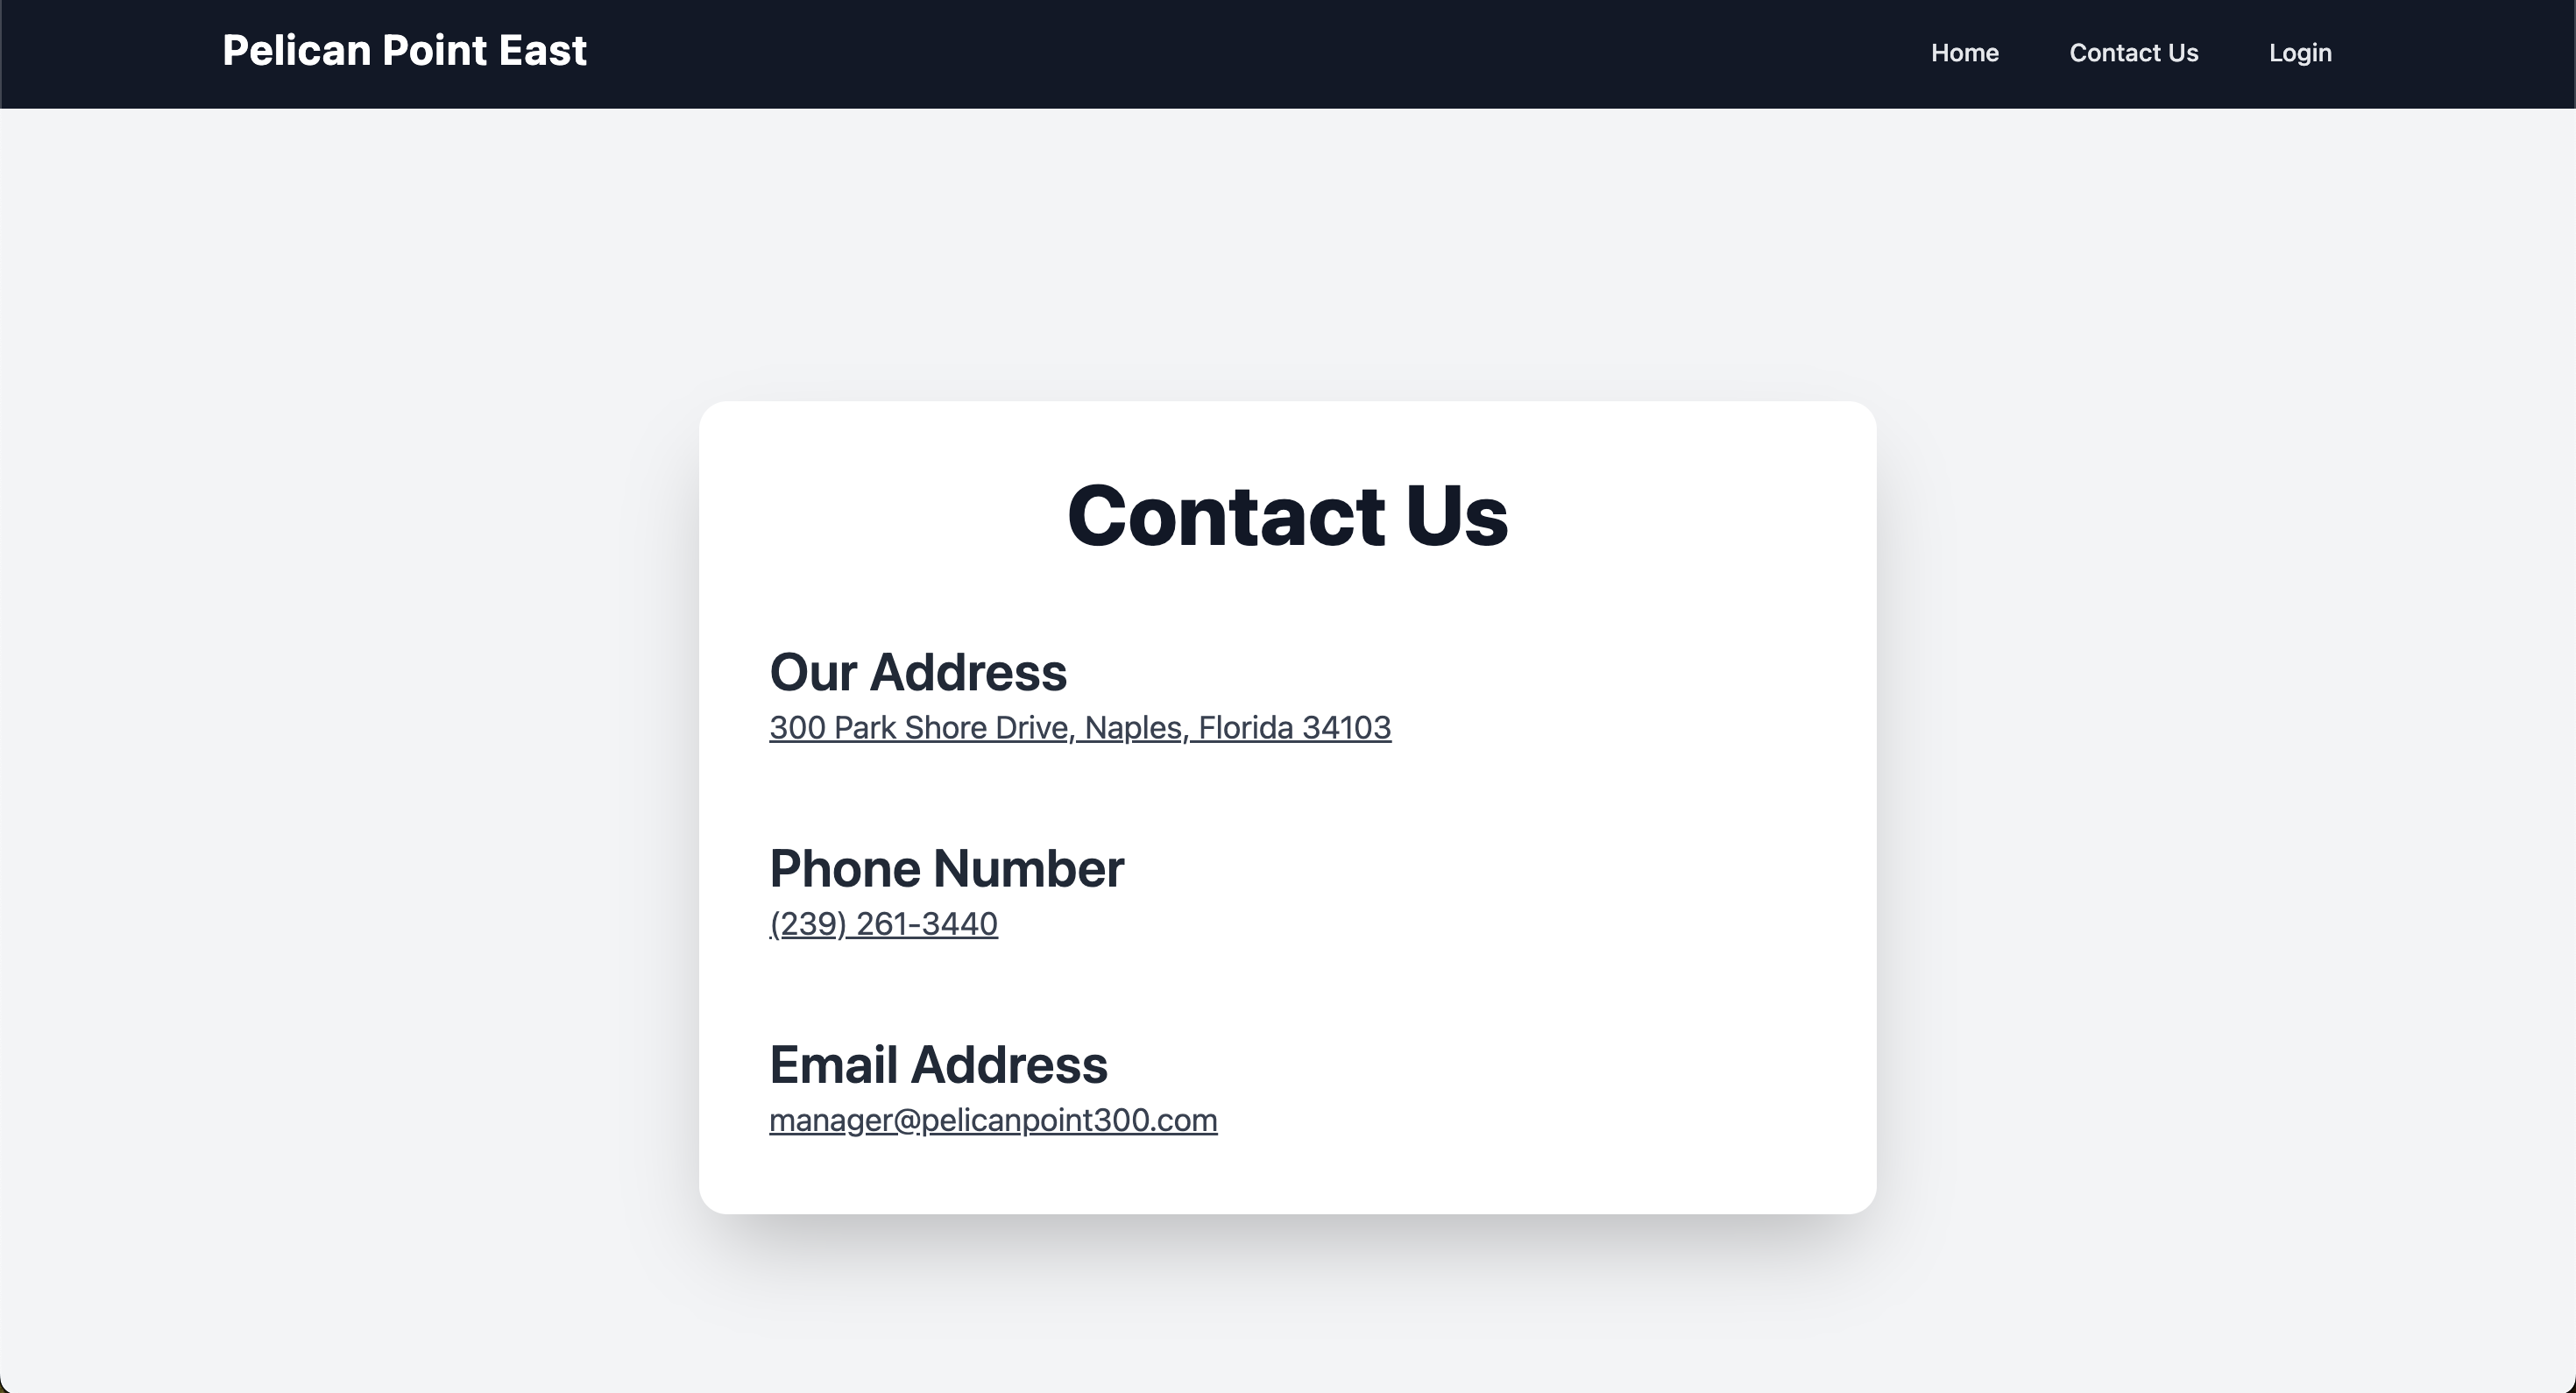 Pelican Point East
Home
Contact Us
Login
Contact Us
Our Address
300 Park Shore Drive, Naples, Florida 34103
Phone Number
(239) 261-3440
Email Address
manager@pelicanpoint300.com